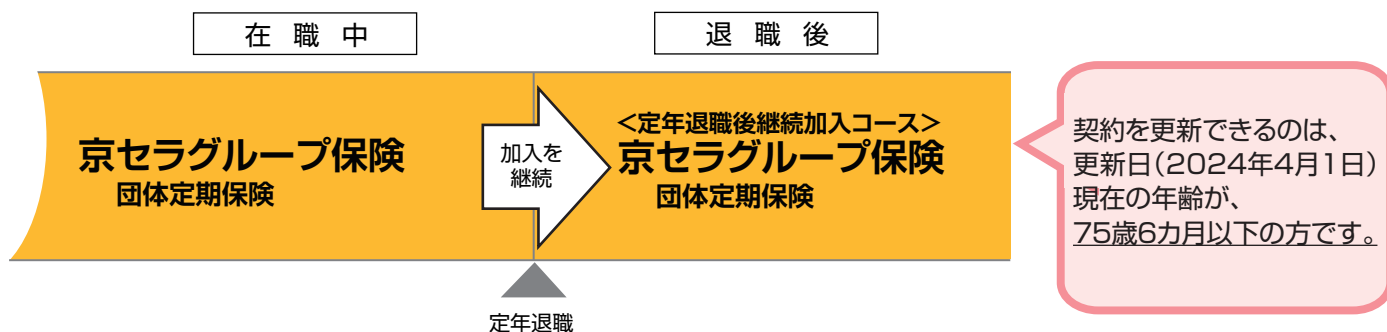 在職中
退職後
京セラグループ保険
団体定期保険
加入を
継続
<定年退職後継続加入コース>
京セラグループ保険
団体定期保険
契約を更新できるのは、
更新日(2024年4月1日)
現在の年齢が、
75歳6カ月以下の方です。
定年退職